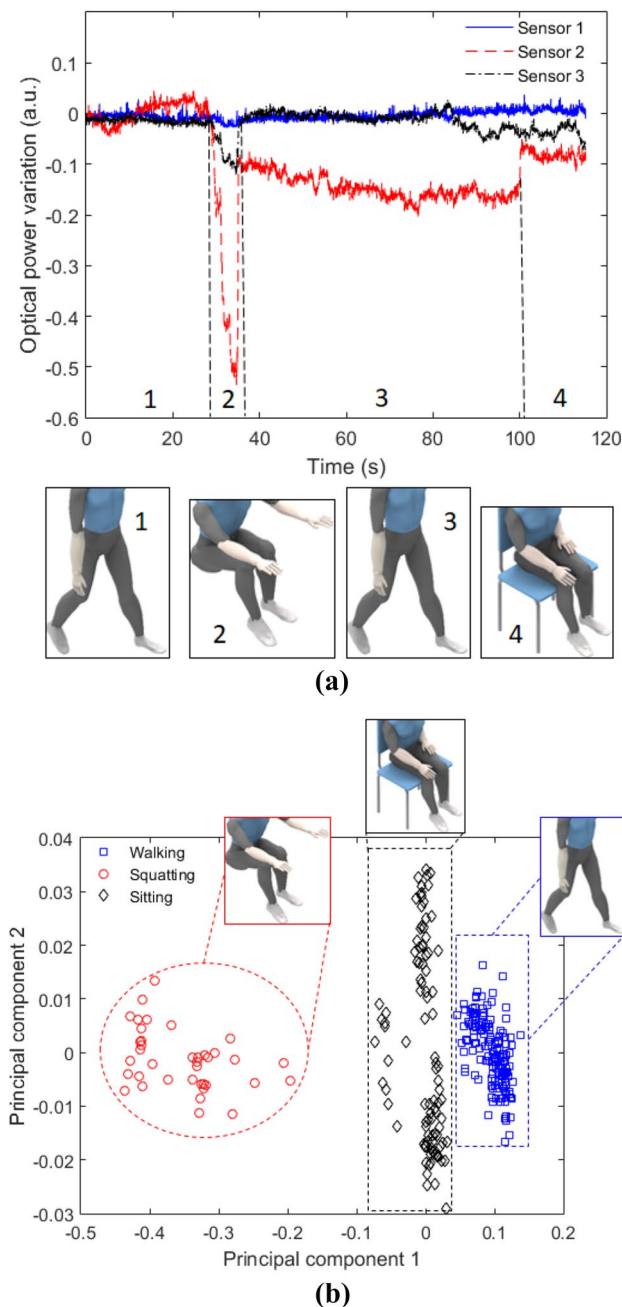 Sensor 1
Sensor 2
Sensor 3
0.1
0
-0.1
-0.2
-0.3
-0.4
-0.5
-0.6
Optical power variation (a.u.)
1 2 3 4
0 20 40 60 80 100 120
Time (s)
1 2 3 4
(a)
0.04
0.03
0.02
0.01
0
-0.01
-0.02
-0.03
Principal component 2
Walking
Squatting
Sitting
-0.5 -0.4 -0.3 -0.2 -0.1 0 0.1 0.2
Principal component 1
(b)